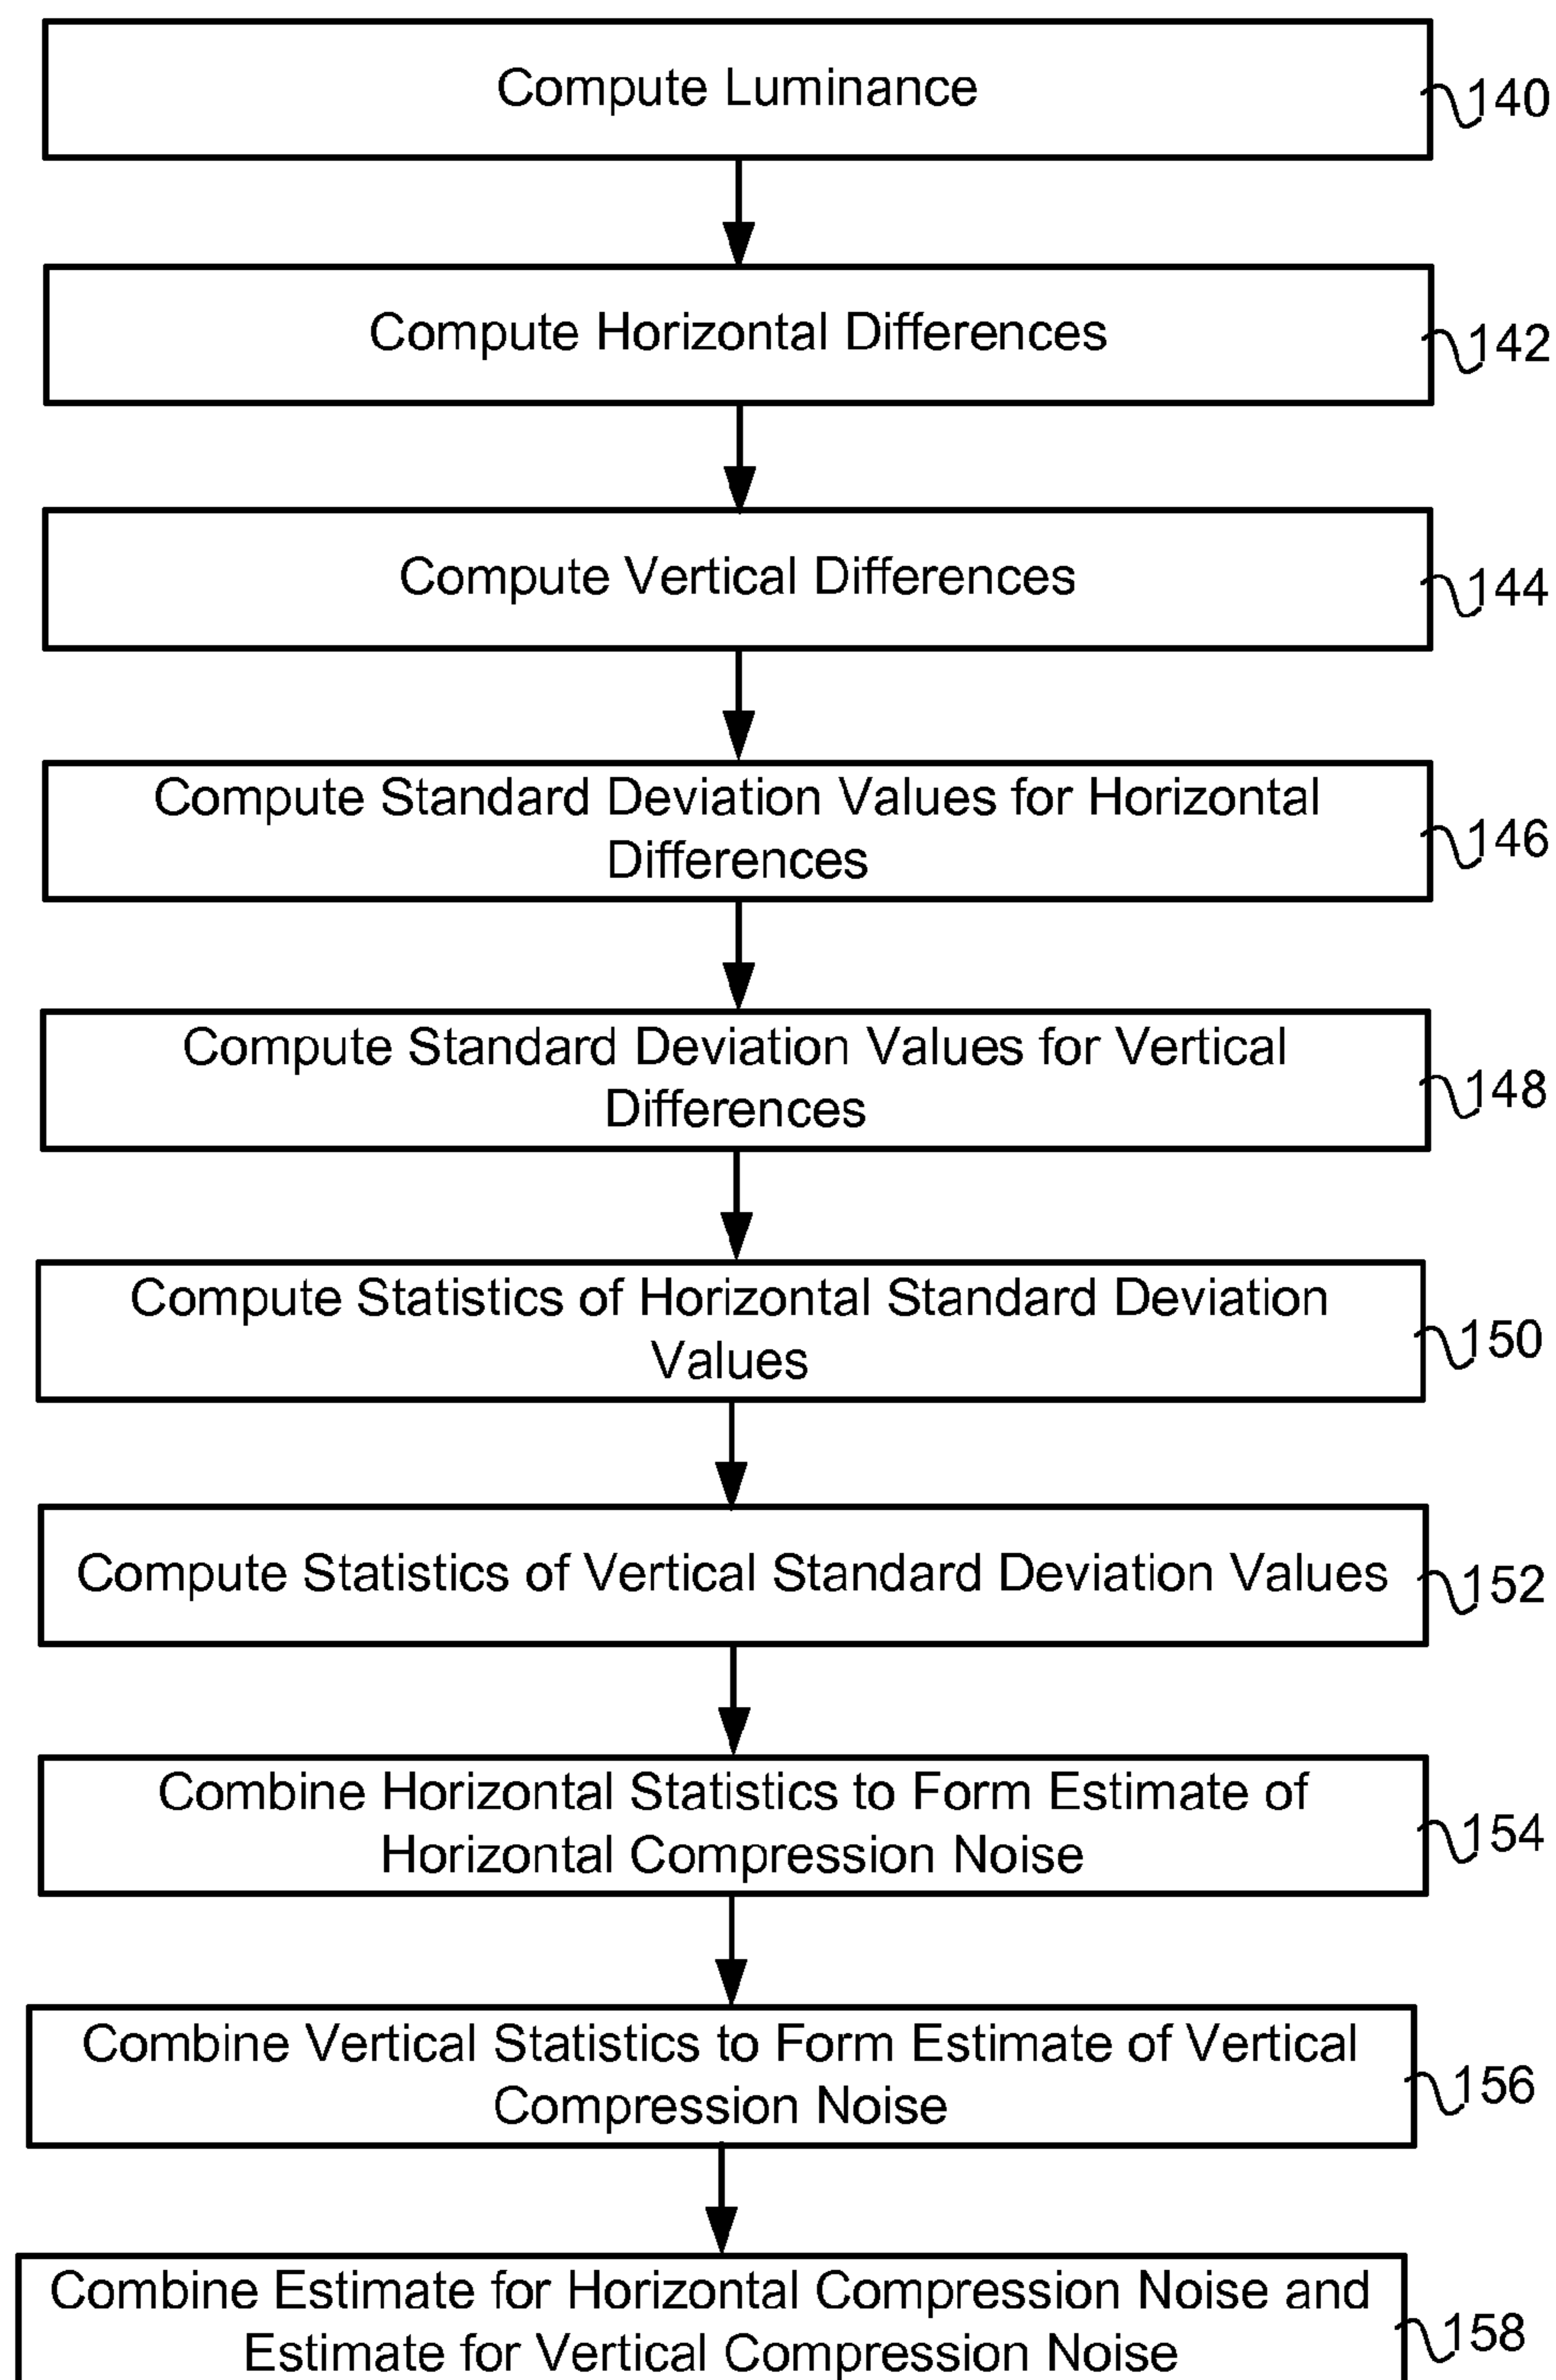 Compute Luminance
140
Compute Horizontal Differences
142
Compute Vertical Differences
144
Compute Standard Deviation Values for Horizontal
Differences
146
Compute Standard Deviation Values for Vertical
Differences
148
Compute Statistics of Horizontal Standard Deviation
Values
150
Compute Statistics of Vertical Standard Deviation Values
152
Combine Horizontal Statistics to Form Estimate of
Horizontal Compression Noise
154
Combine Vertical Statistics to Form Estimate of Vertical
Compression Noise
156
Combine Estimate for Horizontal Compression Noise and
Estimate for Vertical Compression Noise
158